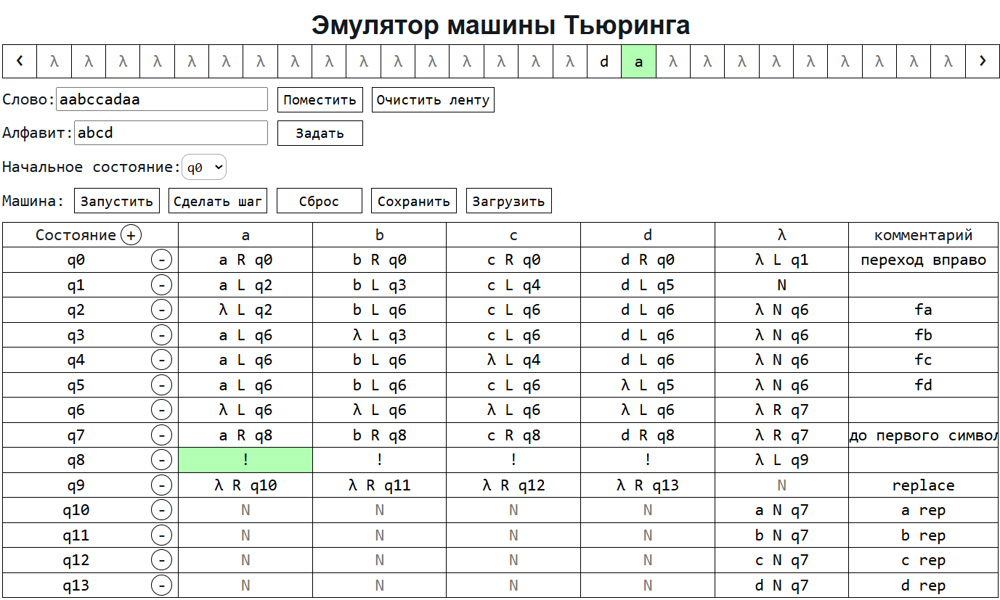 Эмулятор машины Тьюринга
< λ λ λ λ λ λ λ λ λ λ λ λ λ λ λ λ d a λ λ λ λ λ λ λ λ λ >
Слово: aabccadaa Поместить Очистить ленту
Алфавит: abcd Задать
Начальное состояние: q0
Машина: Запустить Сделать шаг Сброс Сохранить Загрузить
Состояние + a b c d λ комментарий
q0 - a R q0 b R q0 c R q0 d R q0 λ L q1 переход вправо
q1 - a L q2 b L q3 c L q4 d L q5 N
q2 - λ L q2 b L q6 c L q6 d L q6 λ N q6 fa
q3 - a L q6 λ L q3 c L q6 d L q6 λ N q6 fb
q4 - a L q6 b L q6 λ L q4 d L q6 λ N q6 fc
q5 - a L q6 b L q6 c L q6 λ L q5 λ N q6 fd
q6 - λ L q6 λ L q6 λ L q6 λ L q6 λ R q7
q7 - a R q8 b R q8 c R q8 d R q8 λ R q7 до первого символ
q8 - ! ! ! ! λ L q9
q9 - λ R q10 λ R q11 λ R q12 λ R q13 N replace
q10 - N N N N a N q7 a rep
q11 - N N N N b N q7 b rep
q12 - N N N N c N q7 c rep
q13 - N N N N d N q7 d rep